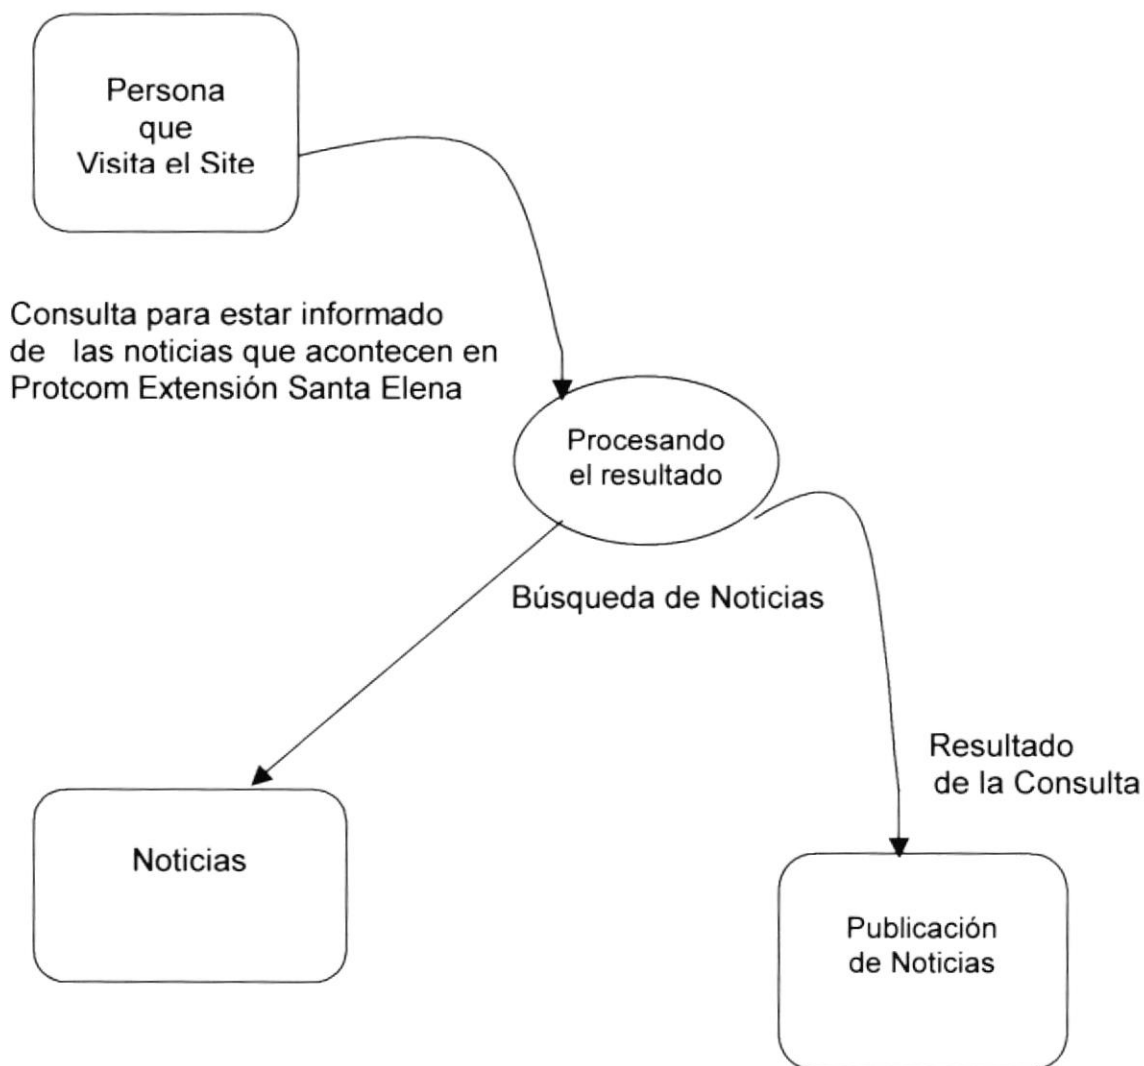 Persona
que
Visita el Site
Consulta para estar informado
de las noticias que acontecen en
Protcom Extensión Santa Elena
Procesando
el resultado
Búsqueda de Noticias
Resultado
de la Consulta
Noticias
Publicación
de Noticias